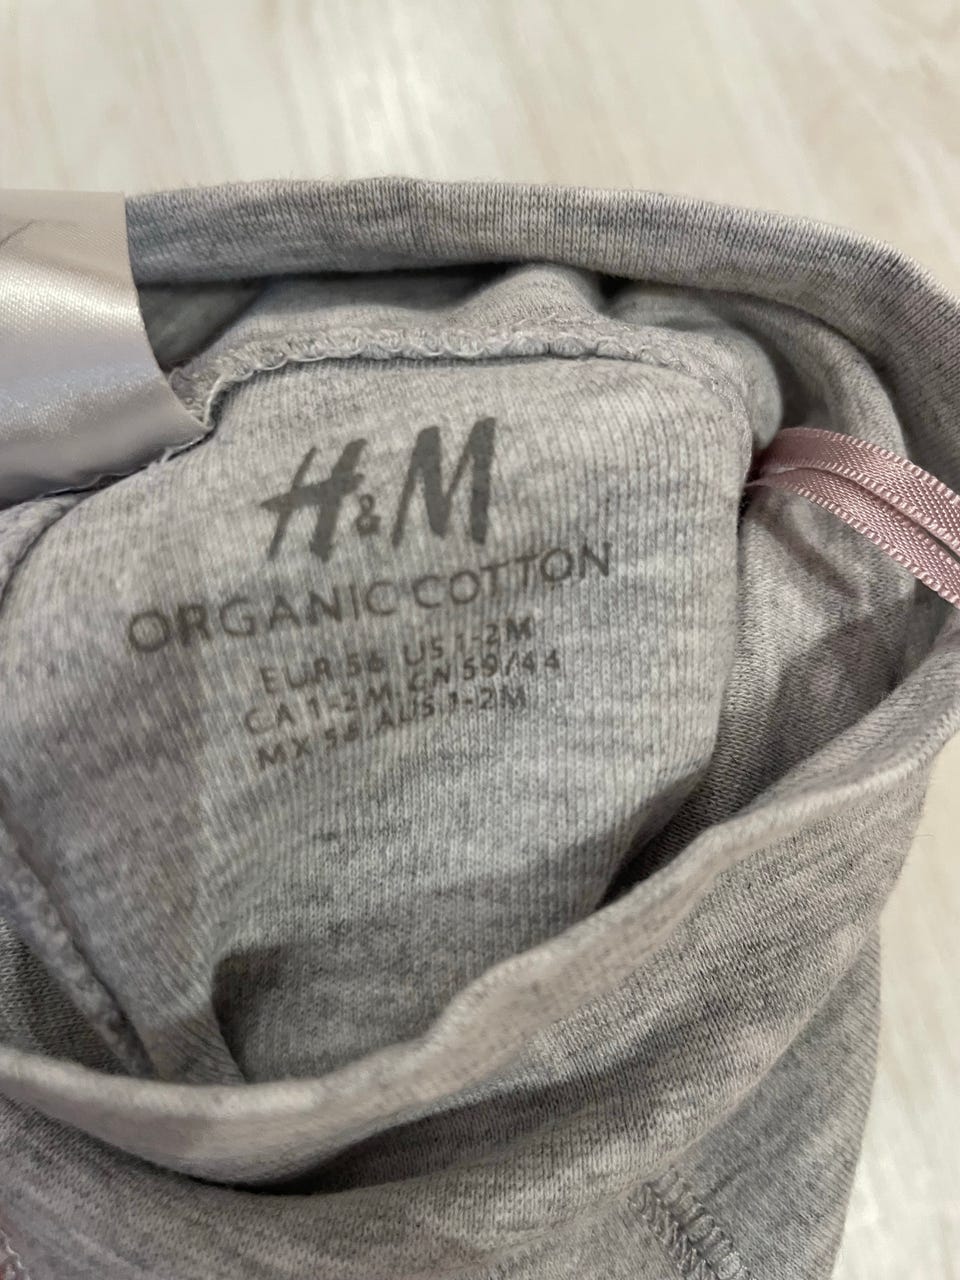 H&M
ORGANIC COTTON
EUR 56 US 1-2M
CA 1-2M CN 59/44
MX 56 AUS 1-2M